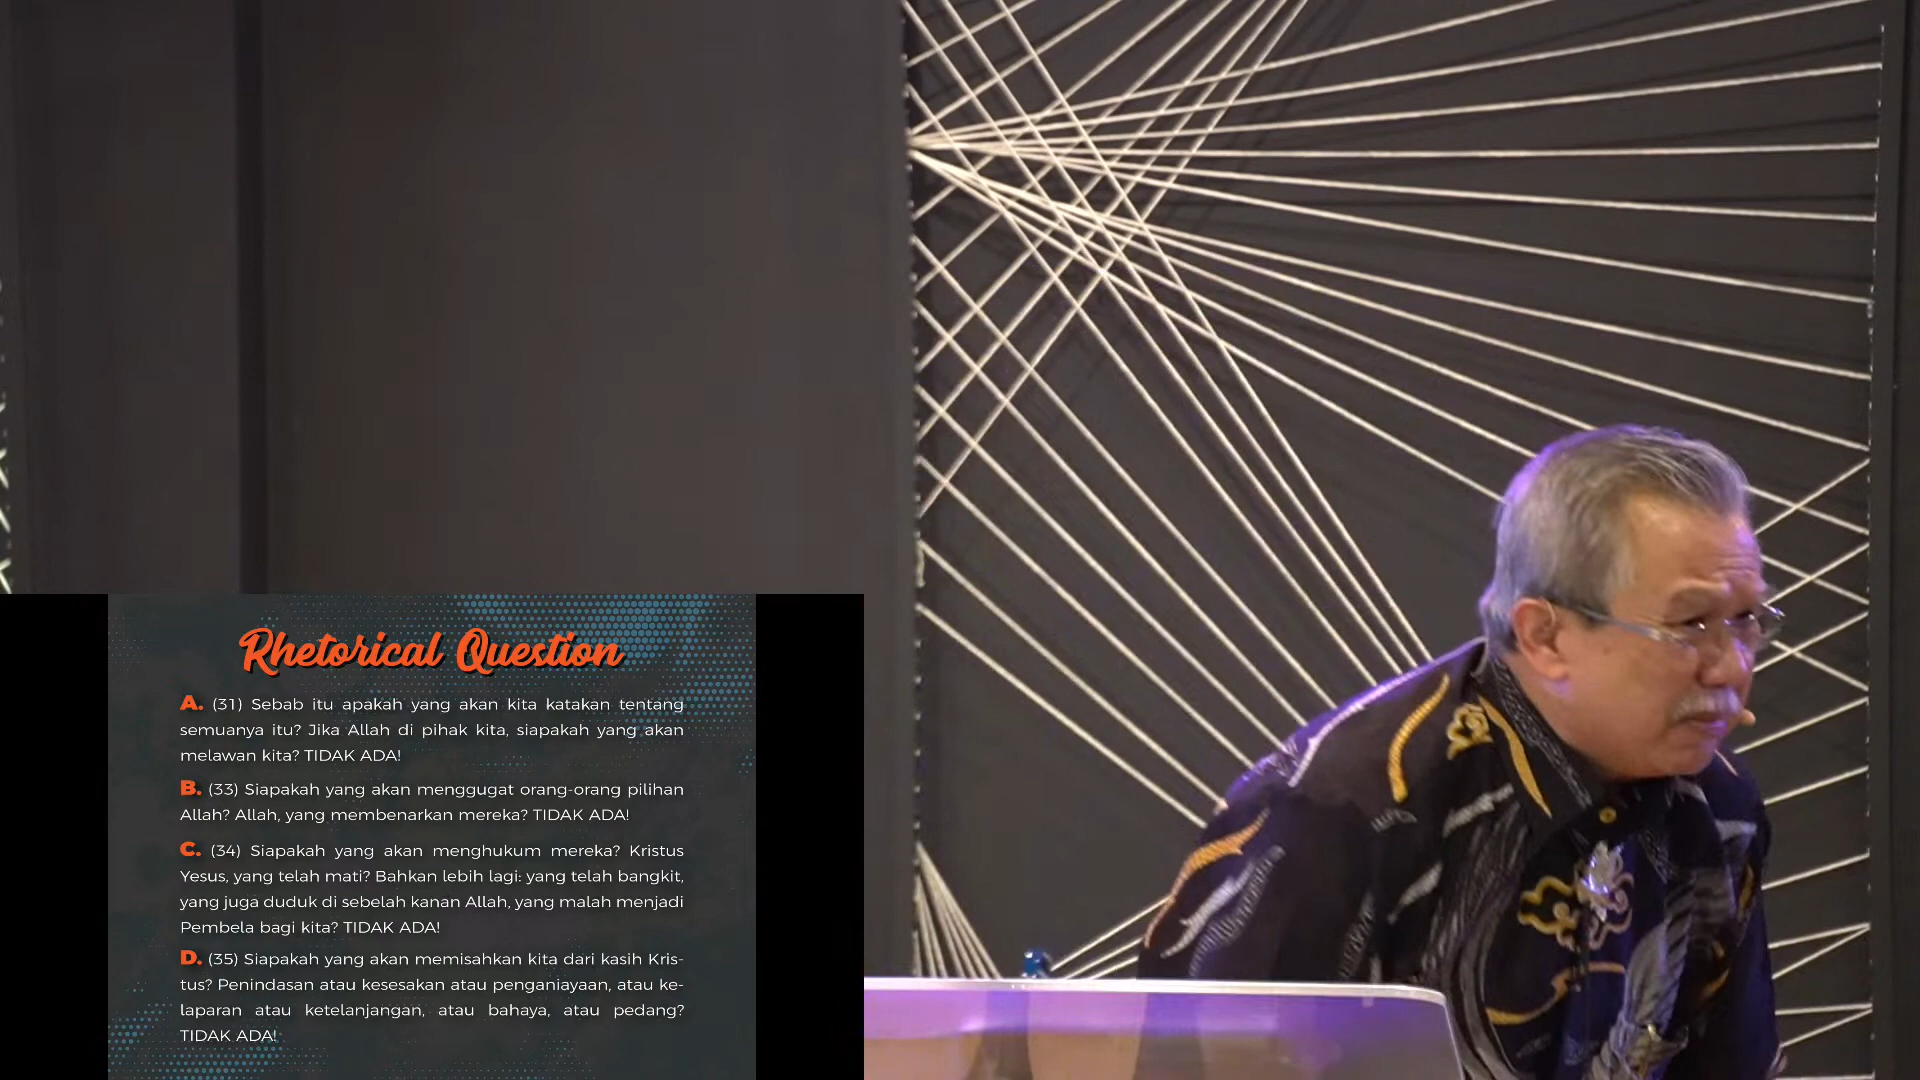 Rhetorical Question
A. (31) Sebab itu apakah yang akan kita katakan tentang
semuanya itu? Jika Allah di pihak kita, siapakah yang akan
melawan kita? TIDAK ADA!
B. (33) Siapakah yang akan menggugat orang-orang pilihan
Allah? Allah, yang membenarkan mereka? TIDAK ADA!
C. (34) Siapakah yang akan menghukum mereka? Kristus
Yesus, yang telah mati? Bahkan lebih lagi: yang telah bangkit,
yang juga duduk di sebelah kanan Allah, yang malah menjadi
Pembela bagi kita? TIDAK ADA!
D. (35) Siapakah yang akan memisahkan kita dari kasih Kris-
tus? Penindasan atau kesesakan atau penganiayaan, atau ke-
laparan atau ketelanjangan, atau bahaya, atau pedang?
TIDAK ADA!